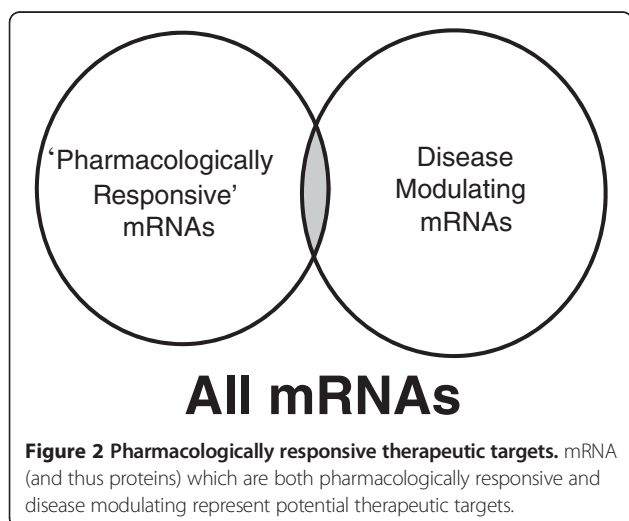 ‘Pharmacologically
Responsive’
mRNAs
Disease
Modulating
mRNAs
All mRNAs
Figure 2 Pharmacologically responsive therapeutic targets. mRNA
(and thus proteins) which are both pharmacologically responsive and
disease modulating represent potential therapeutic targets.